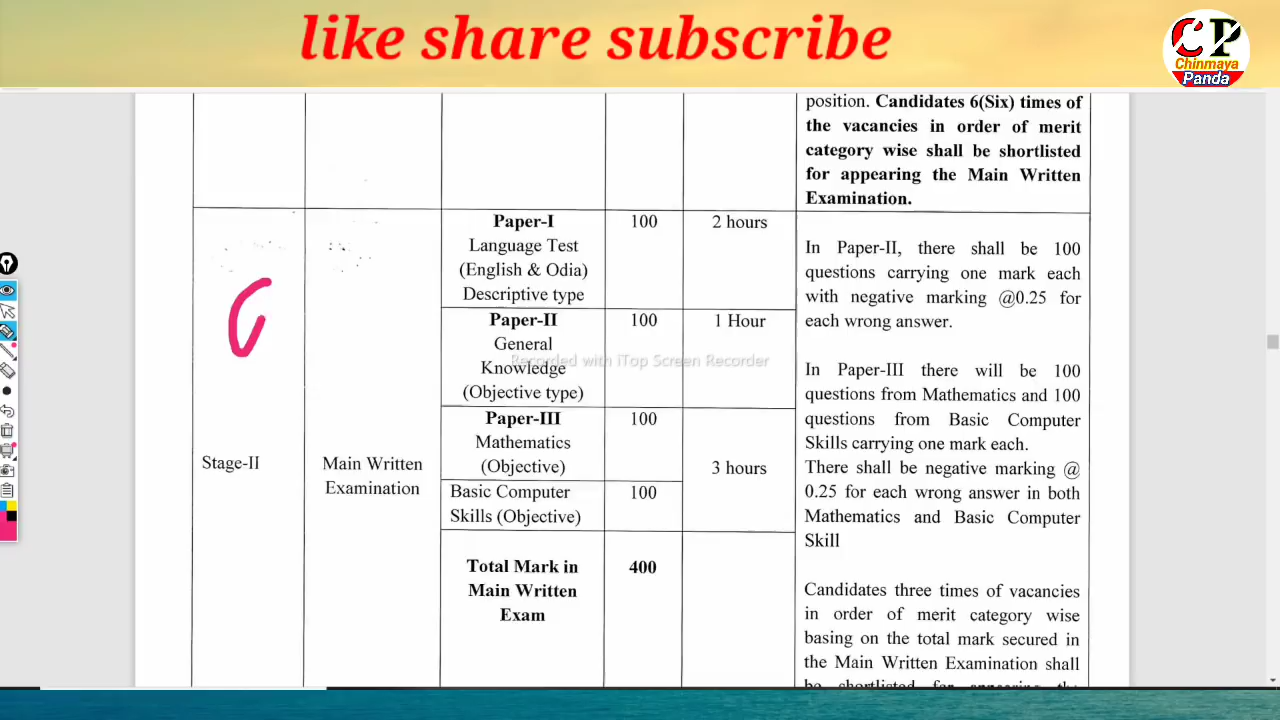 like share subscribe
CP
Chinmaya
Panda
position. Candidates 6(Six) times of
the vacancies in order of merit
category wise shall be shortlisted
for appearing the Main Written
Examination.
Stage-II
Main Written
Examination
Paper-I
Language Test
(English & Odia)
Descriptive type
100
2 hours
Paper-II
General
Knowledge
(Objective type)
100
1 Hour
Paper-III
Mathematics
(Objective)
100
3 hours
Basic Computer
Skills (Objective)
100
Total Mark in
Main Written
Exam
400
In Paper-II, there shall be 100
questions carrying one mark each
with negative marking @0.25 for
each wrong answer.
In Paper-III there will be 100
questions from Mathematics and 100
questions from Basic Computer
Skills carrying one mark each.
There shall be negative marking @
0.25 for each wrong answer in both
Mathematics and Basic Computer
Skill
Candidates three times of vacancies
in order of merit category wise
basing on the total mark secured in
the Main Written Examination shall
be shortlisted for appearing the
Recorded with iTop Screen Recorder